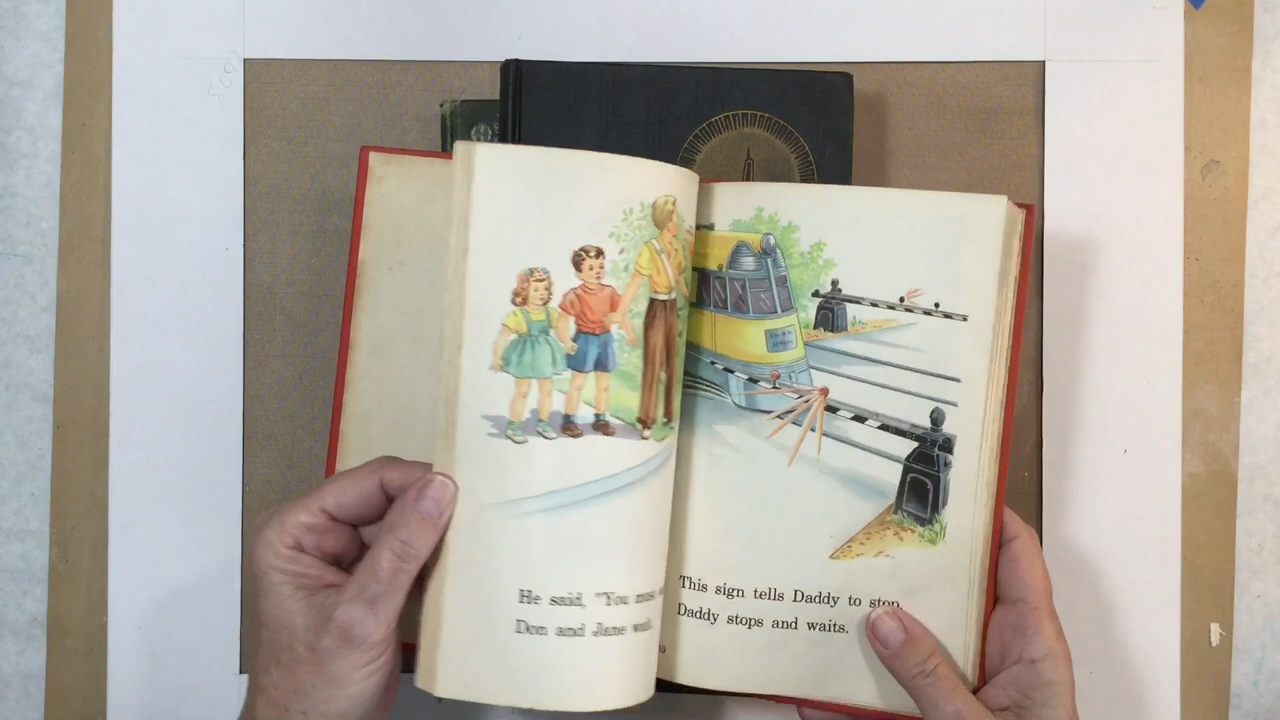 He said, "You must
Don and Jane wait.
This sign tells Daddy to stop.
Daddy stops and waits.